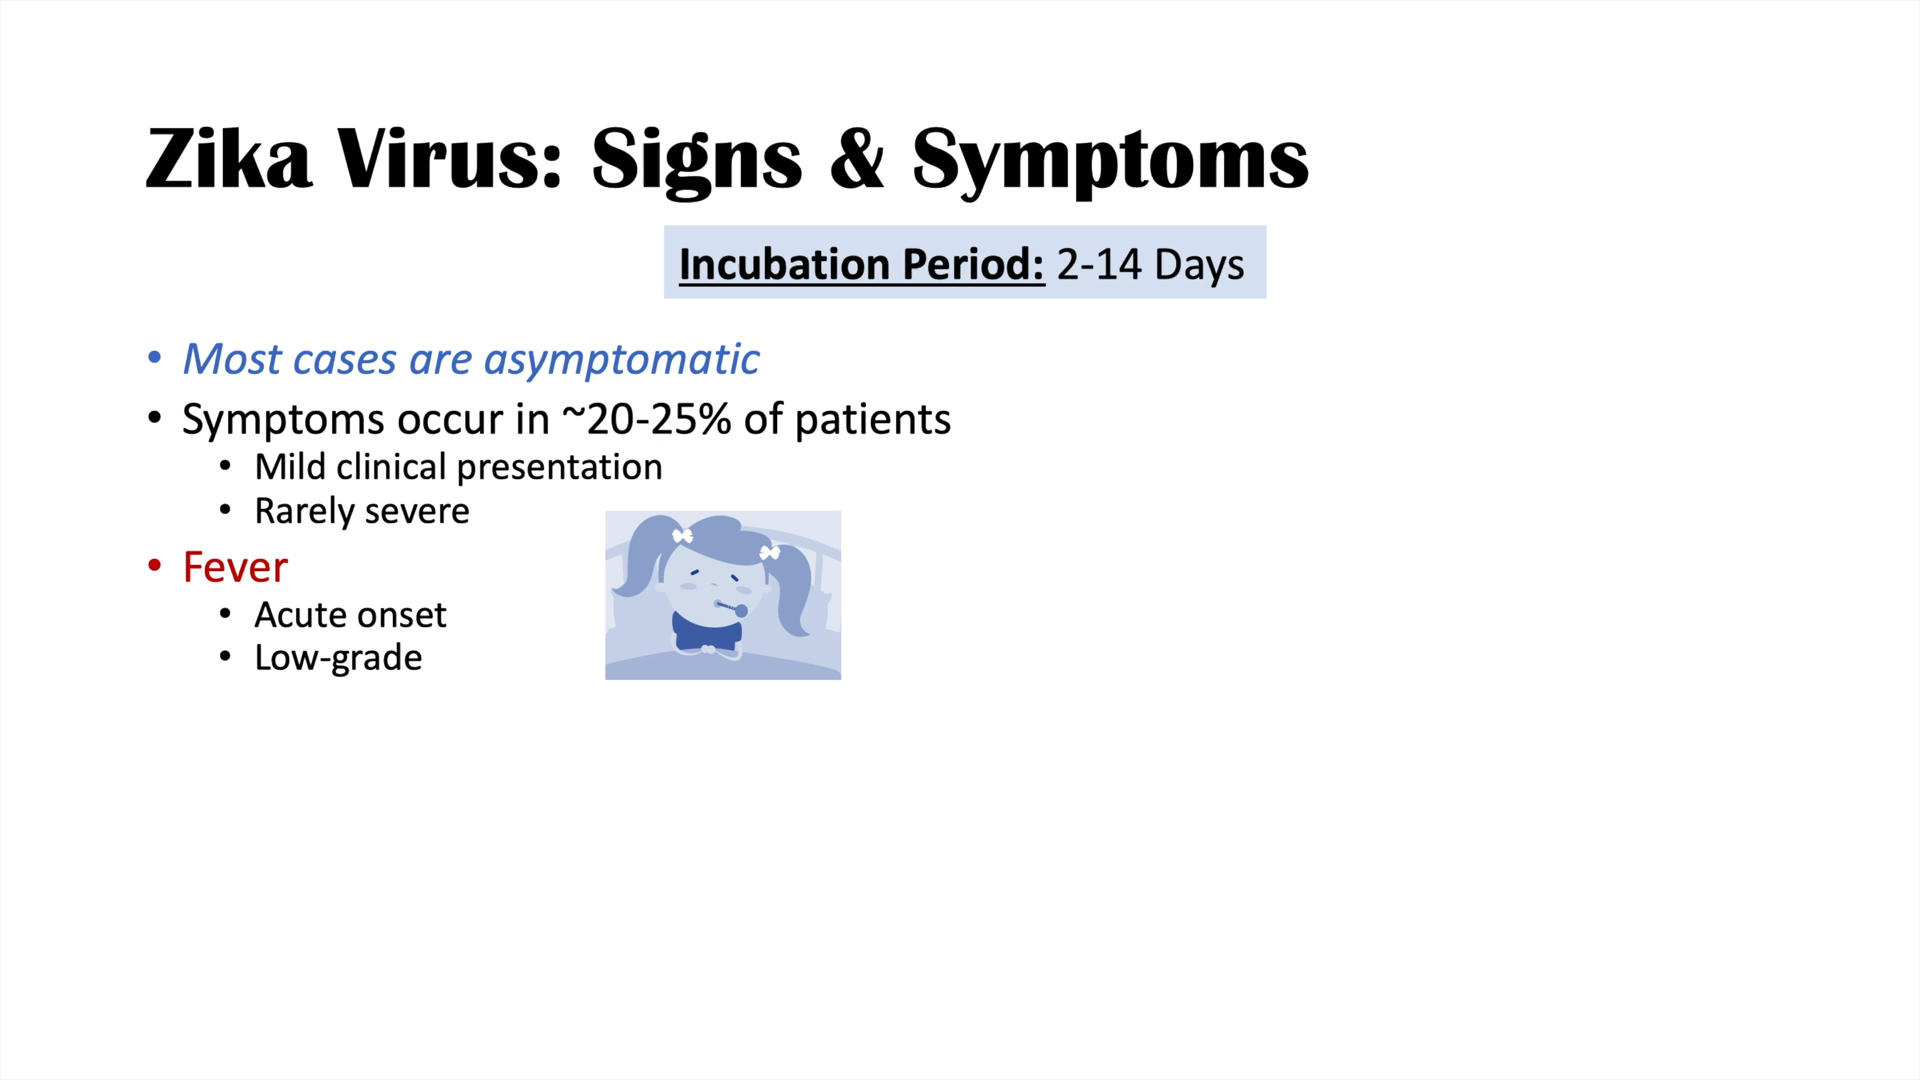 Zika Virus: Signs & Symptoms
Incubation Period: 2-14 Days
• Most cases are asymptomatic
• Symptoms occur in ~20-25% of patients
• Mild clinical presentation
• Rarely severe
• Fever
• Acute onset
• Low-grade